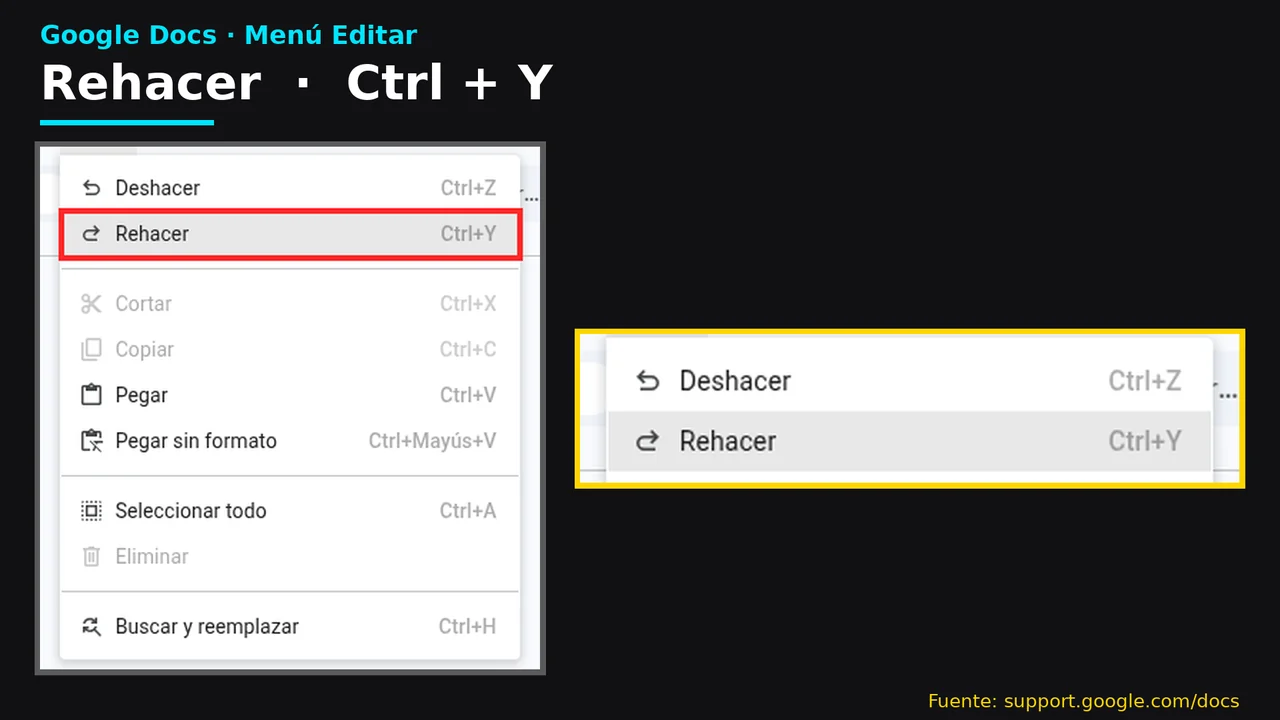 Google Docs · Menú Editar
Rehacer · Ctrl + Y
Deshacer Ctrl+Z
Rehacer Ctrl+Y
Cortar Ctrl+X
Copiar Ctrl+C
Pegar Ctrl+V
Pegar sin formato Ctrl+Mayús+V
Seleccionar todo Ctrl+A
Eliminar
Buscar y reemplazar Ctrl+H
Deshacer Ctrl+Z
Rehacer Ctrl+Y
Fuente: support.google.com/docs